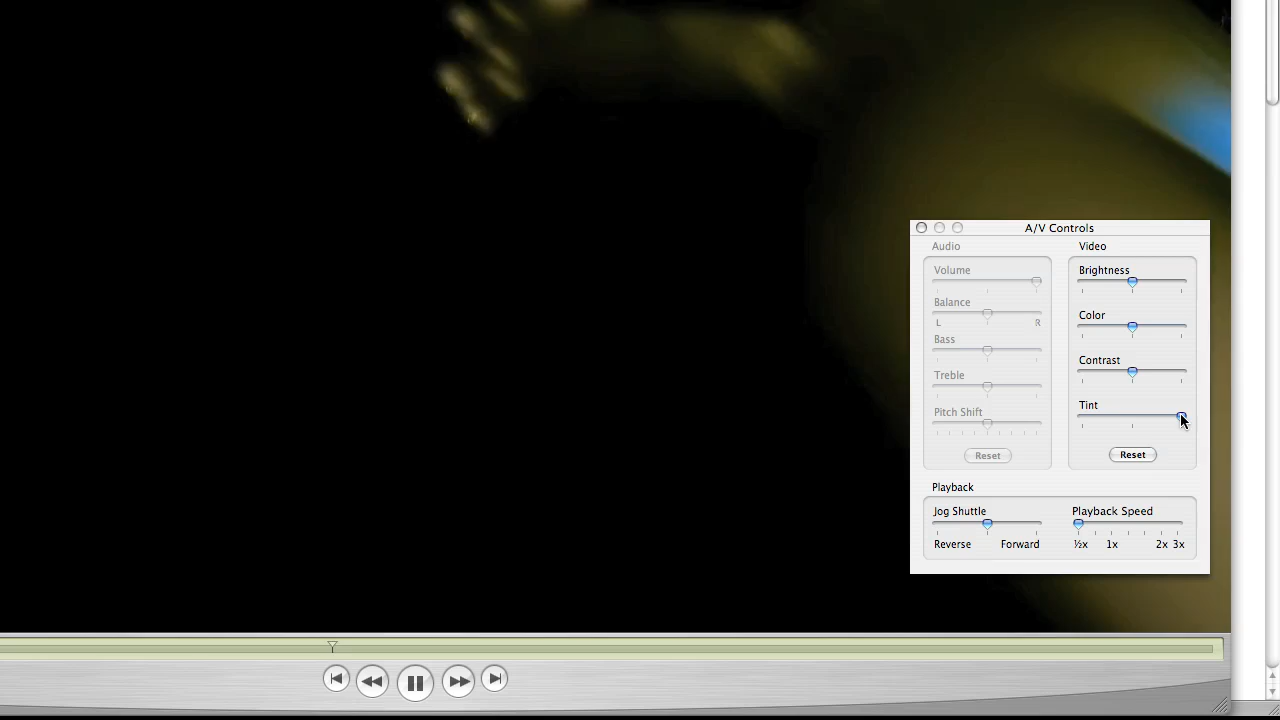 A/V Controls
Audio
Video
Volume
Balance
L
R
Bass
Treble
Pitch Shift
Reset
Brightness
Color
Contrast
Tint
Reset
Playback
Jog Shuttle
Reverse
Forward
Playback Speed
½x
1x
2x
3x